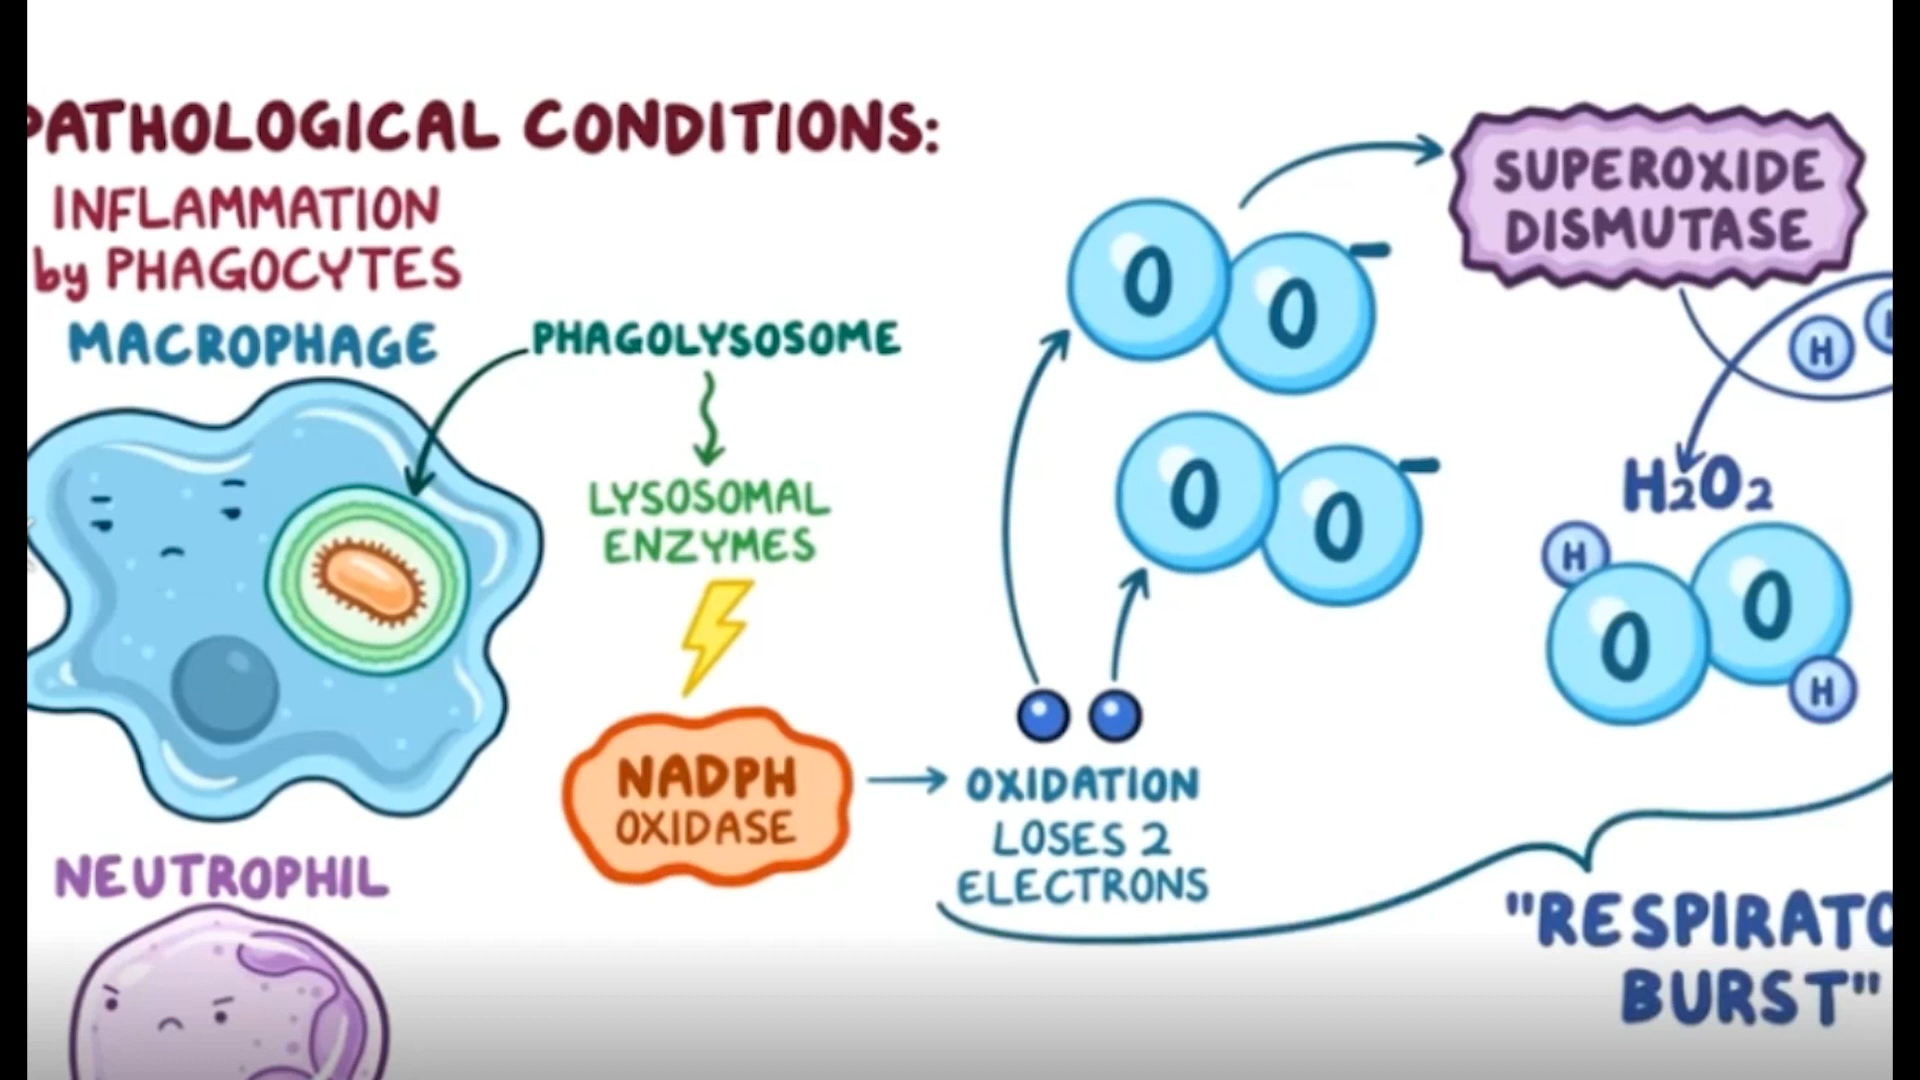 PATHOLOGICAL CONDITIONS:
INFLAMMATION
by PHAGOCYTES
MACROPHAGE
PHAGOLYSOSOME
LYSOSOMAL
ENZYMES
NADPH
OXIDASE
OXIDATION
LOSES 2
ELECTRONS
O O⁻
O O⁻
SUPEROXIDE
DISMUTASE
H
H₂O₂
H
O O
H
NEUTROPHIL
"RESPIRATO
BURST"